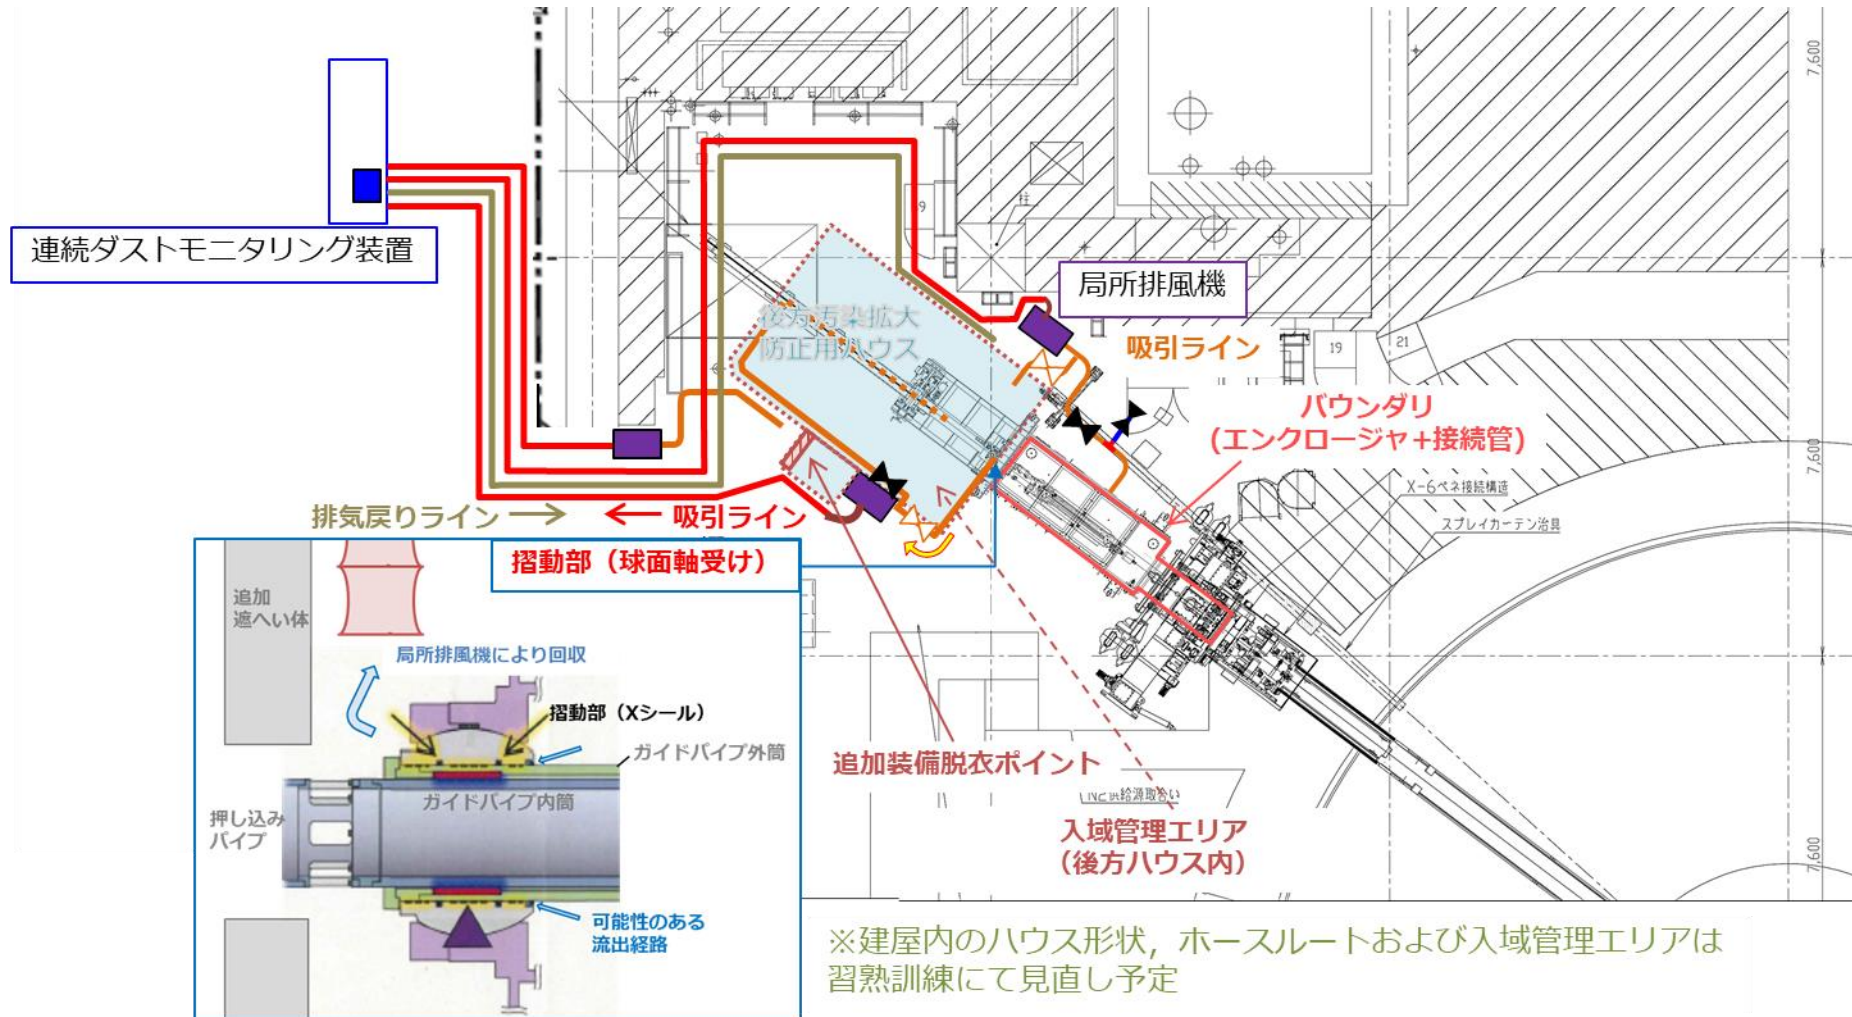 7,600
連続ダストモニタリング装置
柱
局所排風機
後方汚染拡大
防止用ハウス
吸引ライン
19
21
バウンダリ
(エンクロージャ+接続管)
7,600
X-6ペネ接続構造
スプレイカーテン治具
排気戻りライン
吸引ライン
摺動部（球面軸受け）
追加
遮へい体
局所排風機により回収
摺動部（Xシール）
ガイドパイプ外筒
ガイドパイプ内筒
押し込み
パイプ
可能性のある
流出経路
追加装備脱衣ポイント
N2供給源取合い
入域管理エリア
（後方ハウス内）
7,600
※建屋内のハウス形状，ホースルートおよび入域管理エリアは
習熟訓練にて見直し予定